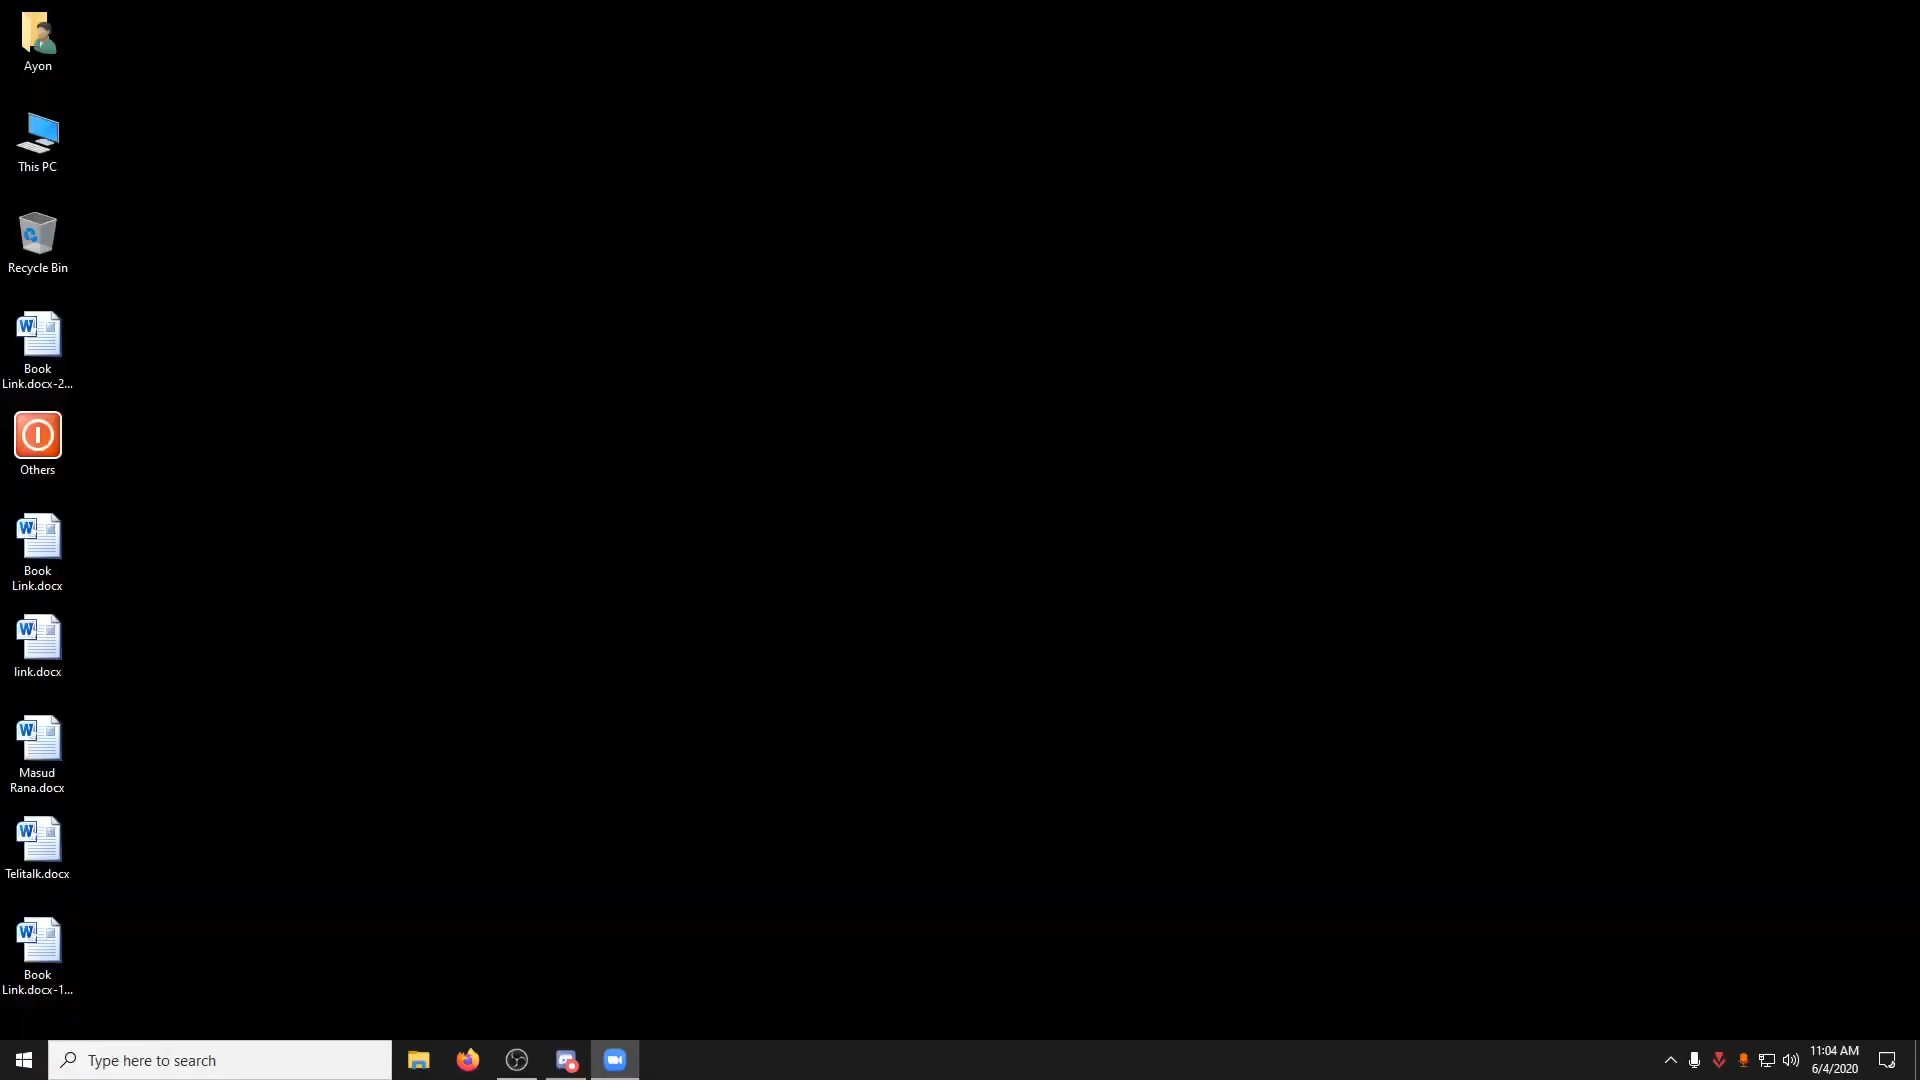 Ayon
This PC
Recycle Bin
Book
Link.docx-2...
Others
Book
Link.docx
link.docx
Masud
Rana.docx
Telitalk.docx
Book
Link.docx-1...
Type here to search
11:04 AM
6/4/2020